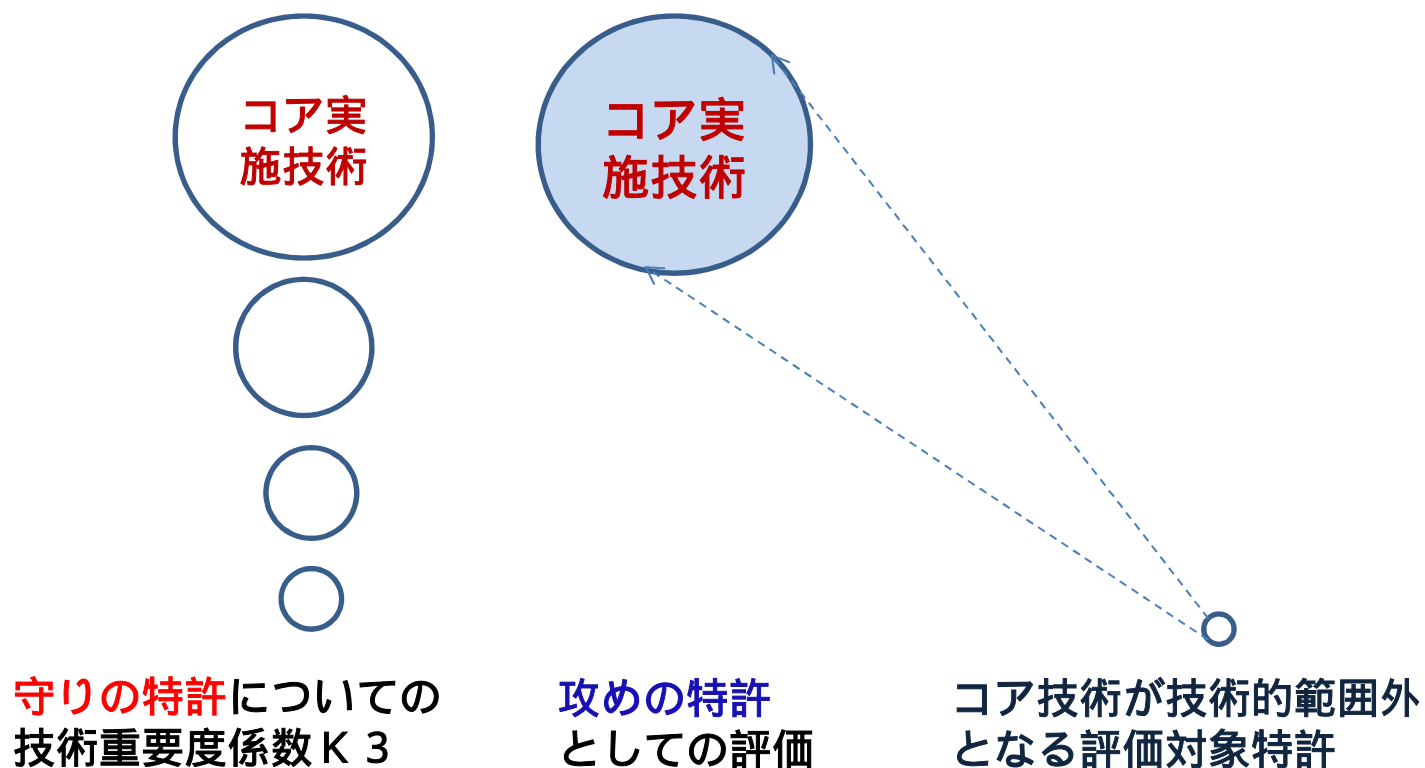 コア実
施技術
コア実
施技術
守りの特許についての
技術重要度係数Ｋ３
攻めの特許
としての評価
コア技術が技術的範囲外
となる評価対象特許